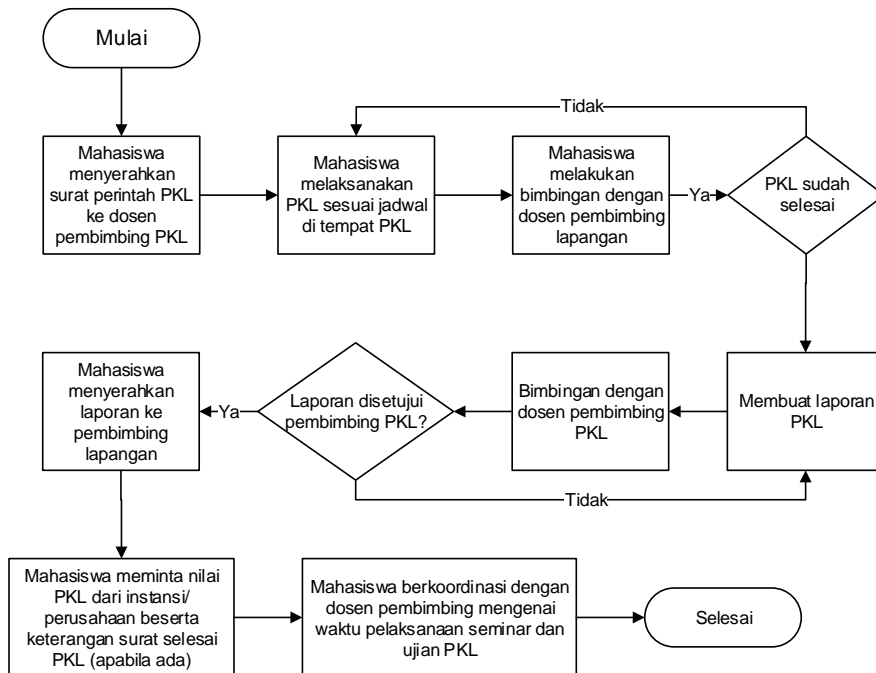 Mulai
Tidak
Mahasiswa
menyerahkan
surat perintah PKL
ke dosen
pembimbing PKL
Mahasiswa
melaksanakan
PKL sesuai jadwal
di tempat PKL
Mahasiswa
melakukan
bimbingan dengan
dosen pembimbing
lapangan
Ya
PKL sudah
selesai
Mahasiswa
menyerahkan
laporan ke
pembimbing
lapangan
Ya
Laporan disetujui
pembimbing PKL?
Bimbingan dengan
dosen pembimbing
PKL
Membuat laporan
PKL
Tidak
Mahasiswa meminta nilai
PKL dari instansi/
perusahaan beserta
keterangan surat selesai
PKL (apabila ada)
Mahasiswa berkoordinasi dengan
dosen pembimbing mengenai
waktu pelaksanaan seminar dan
ujian PKL
Selesai